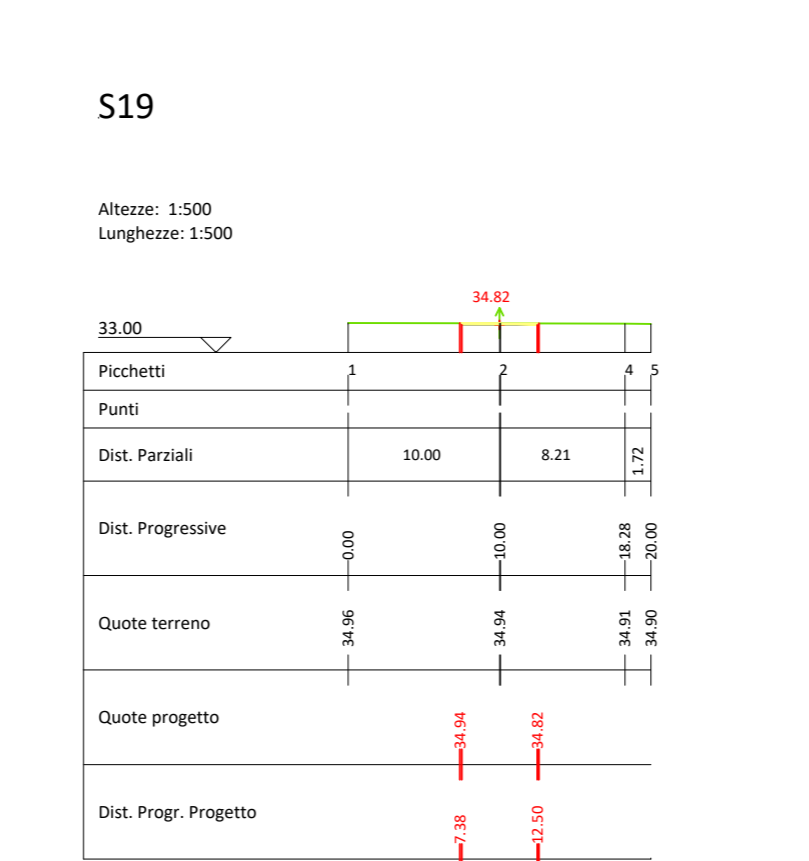 S19
Altezze: 1:500
Lunghezze: 1:500
34.82
33.00
Picchetti 1 2 4 5
Punti
Dist. Parziali 10.00 8.21 1.72
Dist. Progressive 0.00 10.00 18.28 20.00
Quote terreno 34.96 34.94 34.91 34.90
Quote progetto 34.94 34.82
Dist. Progr. Progetto 7.38 12.50